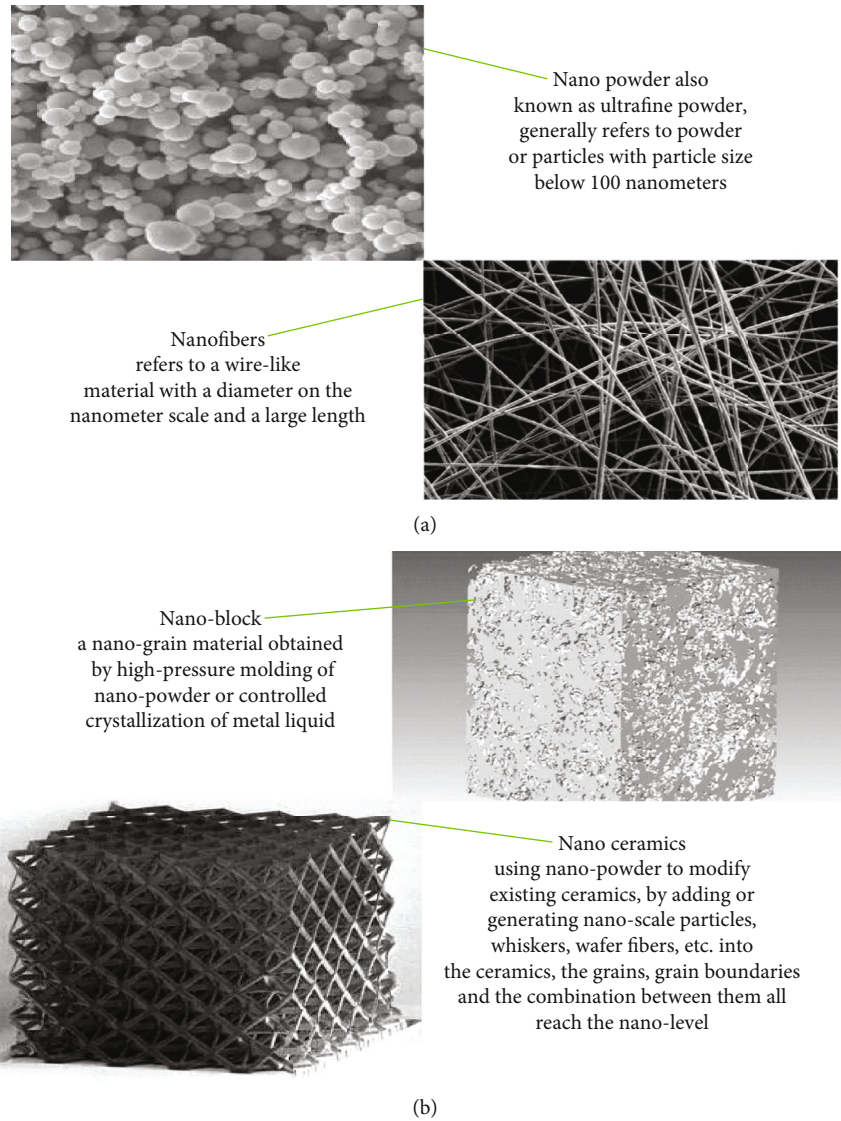 Nano powder also
known as ultrafine powder,
generally refers to powder
or particles with particle size
below 100 nanometers
Nanofibers
refers to a wire-like
material with a diameter on the
nanometer scale and a large length
(a)
Nano-block
a nano-grain material obtained
by high-pressure molding of
nano-powder or controlled
crystallization of metal liquid
Nano ceramics
using nano-powder to modify
existing ceramics, by adding or
generating nano-scale particles,
whiskers, wafer fibers, etc. into
the ceramics, the grains, grain boundaries
and the combination between them all
reach the nano-level
(b)